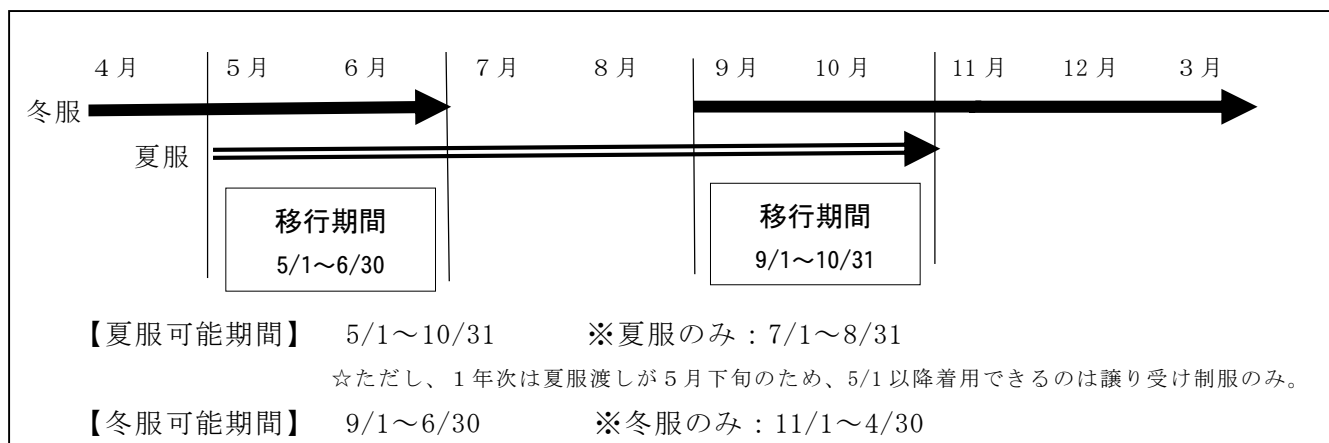 4月 5月 6月 7月 8月 9月 10月 11月 12月 3月
冬服
夏服
移行期間
5/1～6/30
移行期間
9/1～10/31
【夏服可能期間】 5/1～10/31 ※夏服のみ：7/1～8/31
☆ただし、1年次は夏服渡しが5月下旬のため、5/1以降着用できるのは譲り受け制服のみ。
【冬服可能期間】 9/1～6/30 ※冬服のみ：11/1～4/30